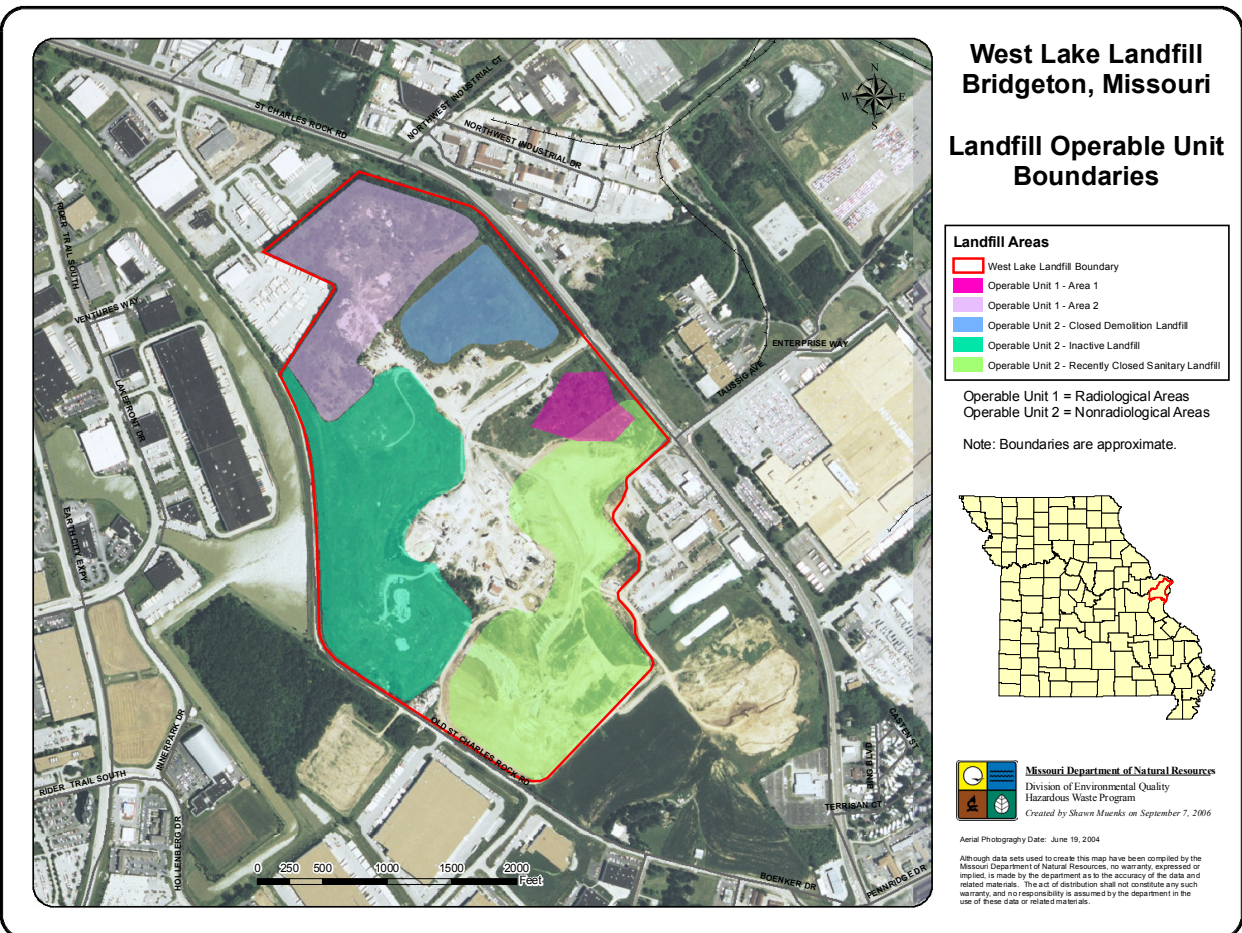 West Lake Landfill
Bridgeton, Missouri
Landfill Operable Unit
Boundaries
Landfill Areas
West Lake Landfill Boundary
Operable Unit 1 - Area 1
Operable Unit 1 - Area 2
Operable Unit 2 - Closed Demolition Landfill
Operable Unit 2 - Inactive Landfill
Operable Unit 2 - Recently Closed Sanitary Landfill
Operable Unit 1 = Radiological Areas
Operable Unit 2 = Nonradiological Areas
Note: Boundaries are approximate.
N
W
E
S
ST CHARLES ROCK RD
NORTHWEST INDUSTRIAL CT
NORTHWEST INDUSTRIAL DR
RIDER TRAIL SOUTH
VENTURES WAY
LAKEFRONT DR
ENTERPRISE WAY
TAUSSIG AVE
EARTH CITY EXPY
INNERPARK DR
RIDER TRAIL SOUTH
HOLLENBERG DR
OLD ST CHARLES ROCK RD
CASTEN ST
BING BLVD
TERRISAN CT
BOENKER DR
PENNRIDGE DR
0 250 500 1000 1500 2000
Feet
Missouri Department of Natural Resources
Division of Environmental Quality
Hazardous Waste Program
Created by Shawn Muenks on September 7, 2006
Aerial Photography Date: June 19, 2004
Although data sets used to create this map have been compiled by the
Missouri Department of Natural Resources, no warranty, expressed or
implied, is made by the department as to the accuracy of the data and
related materials. The act of distribution shall not constitute any such
warranty, and no responsibility is assumed by the department in the
use of these data or related materials.